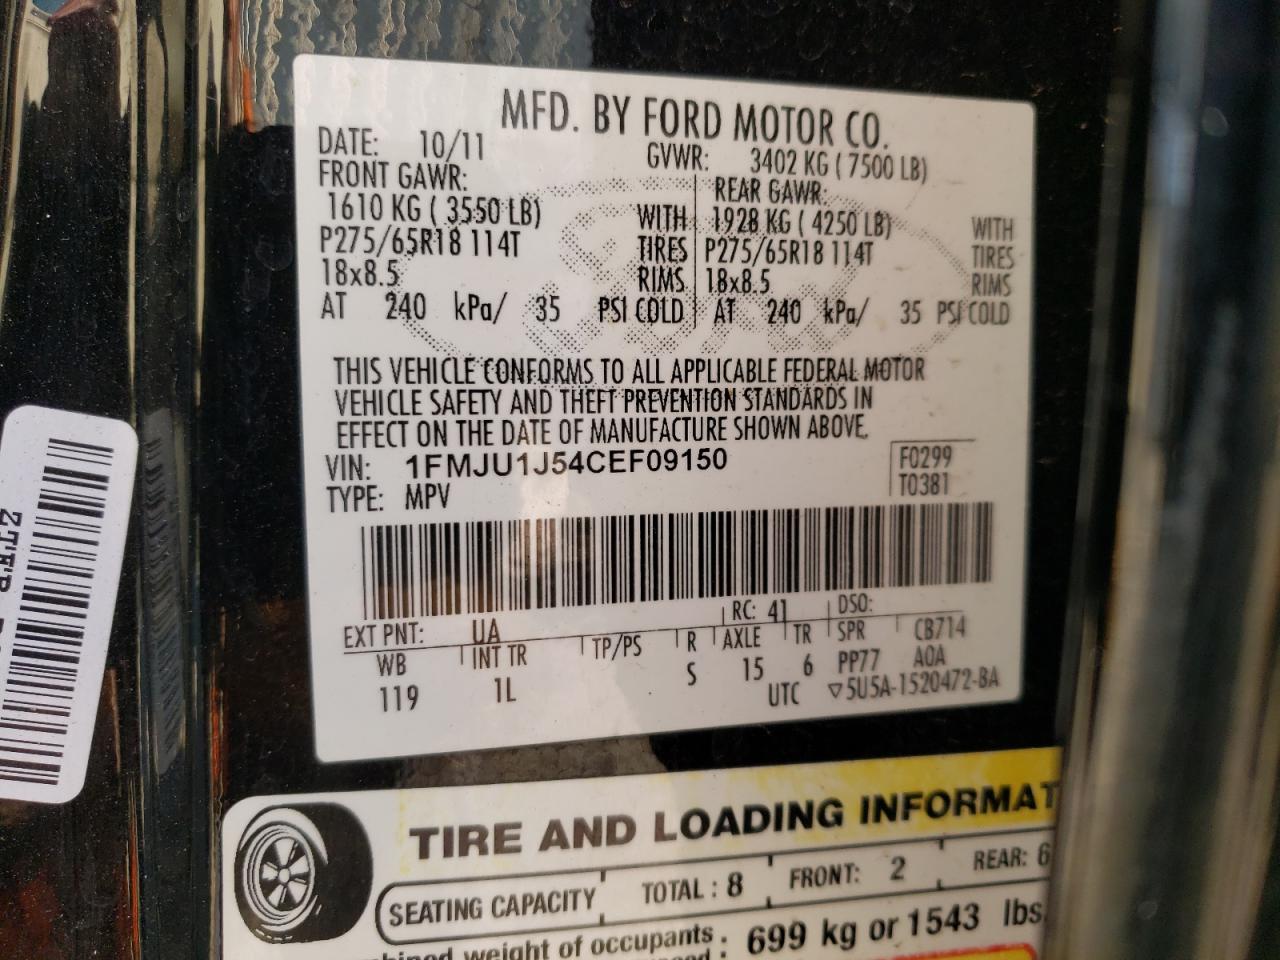 MFD. BY FORD MOTOR CO.
DATE: 10/11 GVWR: 3402 KG ( 7500 LB)
FRONT GAWR: REAR GAWR:
1610 KG ( 3550 LB) WITH 1928 KG ( 4250 LB) WITH
P275/65R18 114T TIRES P275/65R18 114T TIRES
18x8.5 RIMS 18x8.5 RIMS
AT 240 kPa/ 35 PSI COLD AT 240 kPa/ 35 PSI COLD
THIS VEHICLE CONFORMS TO ALL APPLICABLE FEDERAL MOTOR
VEHICLE SAFETY AND THEFT PREVENTION STANDARDS IN
EFFECT ON THE DATE OF MANUFACTURE SHOWN ABOVE.
VIN: 1FMJU1J54CEF09150 F0299
TYPE: MPV T0381
RC: 41 DSO:
EXT PNT: UA
WB INT TR TP/PS R AXLE TR SPR CB714
119 1L S 15 6 PP77 AOA
UTC ▽5U5A-1520472-BA
TIRE AND LOADING INFORMAT
SEATING CAPACITY TOTAL : 8 FRONT: 2 REAR: 6
weight of occupants : 699 kg or 1543 lbs.